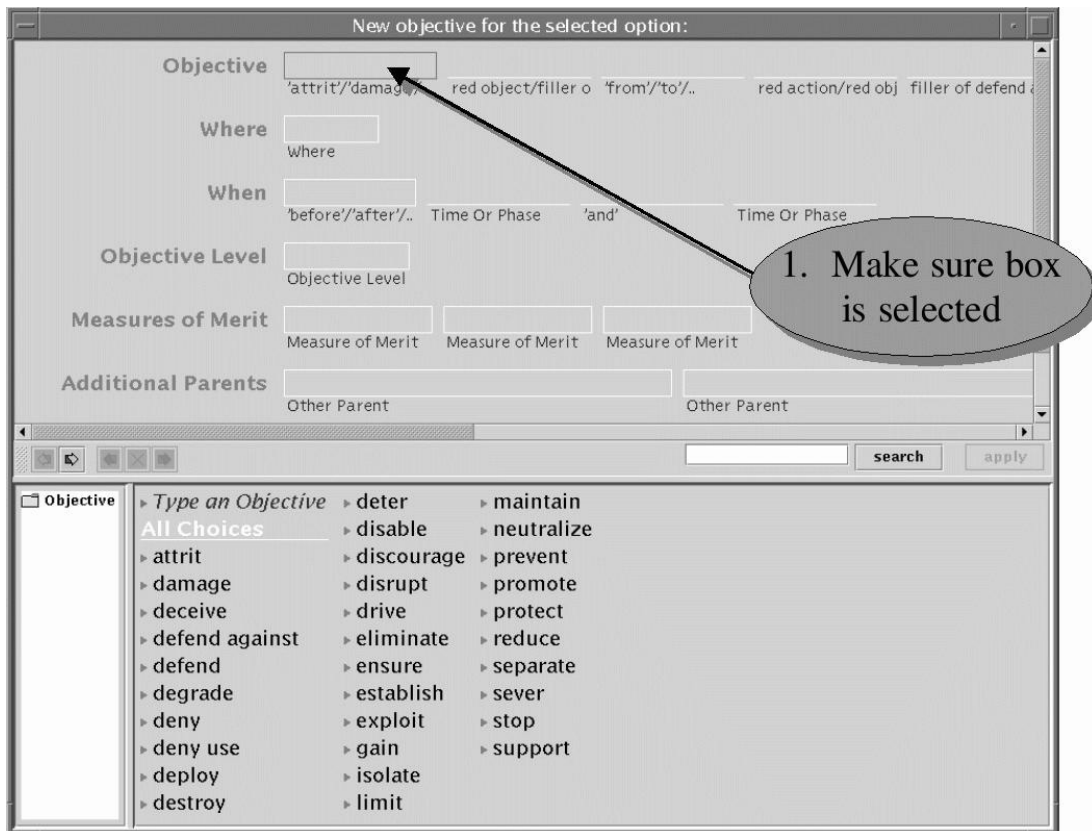 New objective for the selected option:
Objective
'attrit'/'damage'/ red object/filler o 'from'/'to'/.. red action/red obj filler of defend a
Where
Where
When
'before'/'after'/.. Time Or Phase 'and' Time Or Phase
1. Make sure box
is selected
Objective Level
Objective Level
Measures of Merit
Measure of Merit Measure of Merit Measure of Merit
Additional Parents
Other Parent Other Parent
search apply
Objective
Type an Objective
All Choices
attrit
damage
deceive
defend against
defend
degrade
deny
deny use
deploy
destroy
deter
disable
discourage
disrupt
drive
eliminate
ensure
establish
exploit
gain
isolate
limit
maintain
neutralize
prevent
promote
protect
reduce
separate
sever
stop
support